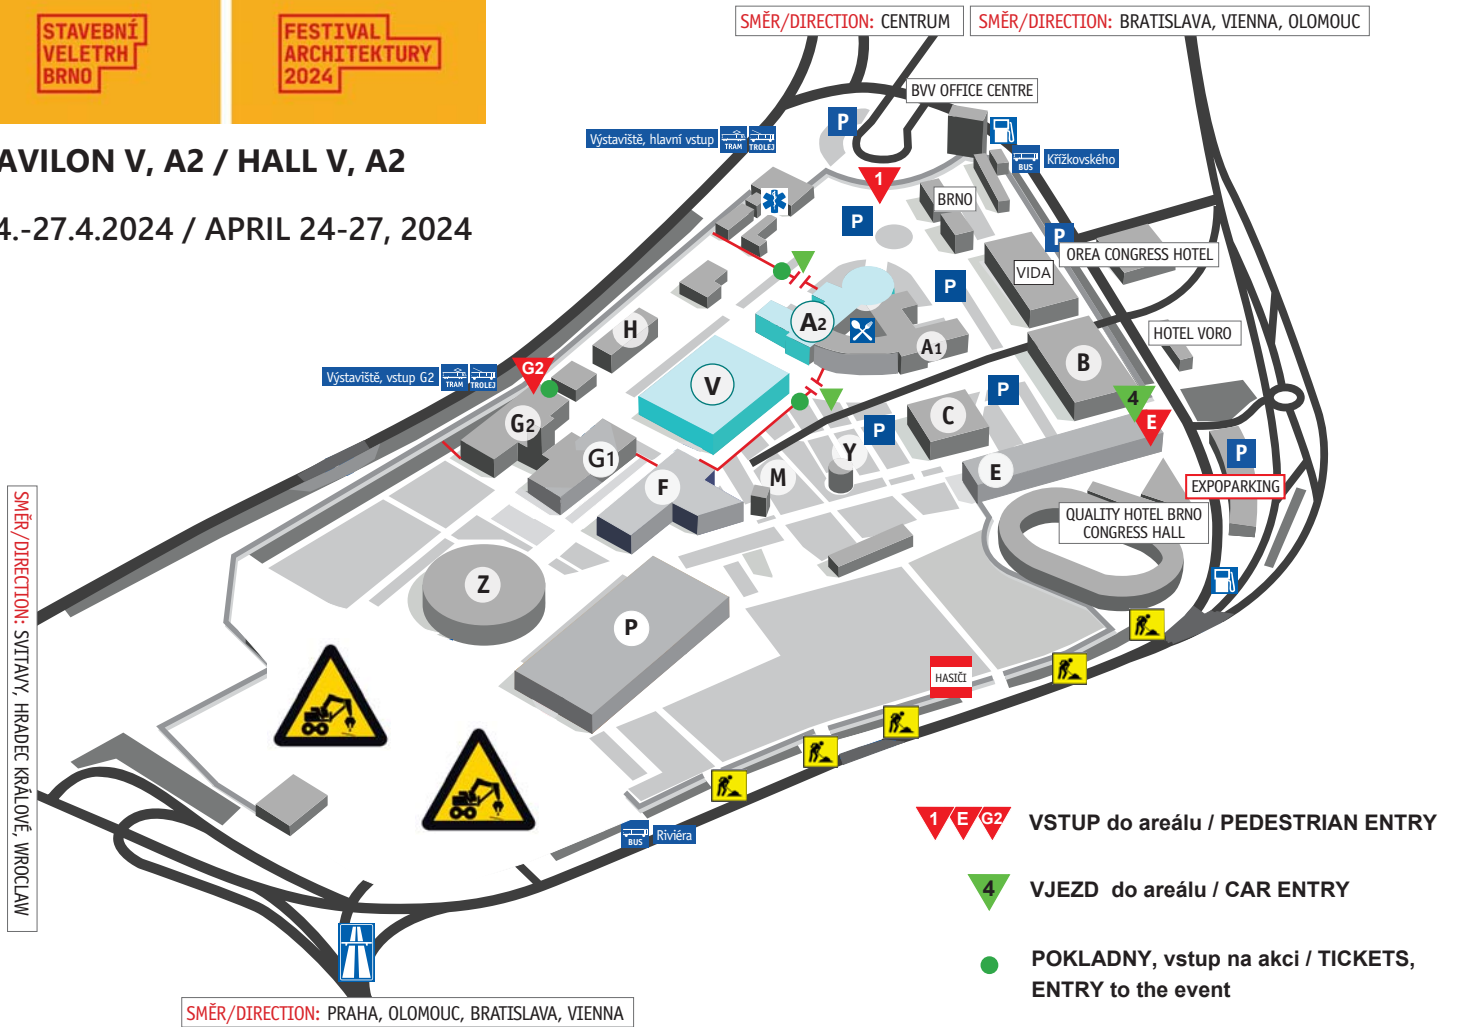 STAVEBNÍ
VELETRH
BRNO
FESTIVAL
ARCHITEKTURY
2024
SMĚR/DIRECTION: CENTRUM
SMĚR/DIRECTION: BRATISLAVA, VIENNA, OLOMOUC
AVILON V, A2 / HALL V, A2
4.-27.4.2024 / APRIL 24-27, 2024
BVV OFFICE CENTRE
P
Výstaviště, hlavní vstup
TRAM
TROLEJ
BUS
Křížkovského
1
BRNO
P
P
OREA CONGRESS HOTEL
VIDA
P
A2
A1
H
HOTEL VORO
B
V
Výstaviště, vstup G2
TRAM
TROLEJ
G2
P
4
E
C
G2
P
Y
G1
P
M
E
F
EXPOPARKING
QUALITY HOTEL BRNO
CONGRESS HALL
Z
P
HASIČI
SMĚR/DIRECTION: SVITAVY, HRADEC KRÁLOVÉ, WROCLAW
BUS
Riviéra
1 E G2 VSTUP do areálu / PEDESTRIAN ENTRY
4 VJEZD do areálu / CAR ENTRY
POKLADNY, vstup na akci / TICKETS,
ENTRY to the event
SMĚR/DIRECTION: PRAHA, OLOMOUC, BRATISLAVA, VIENNA